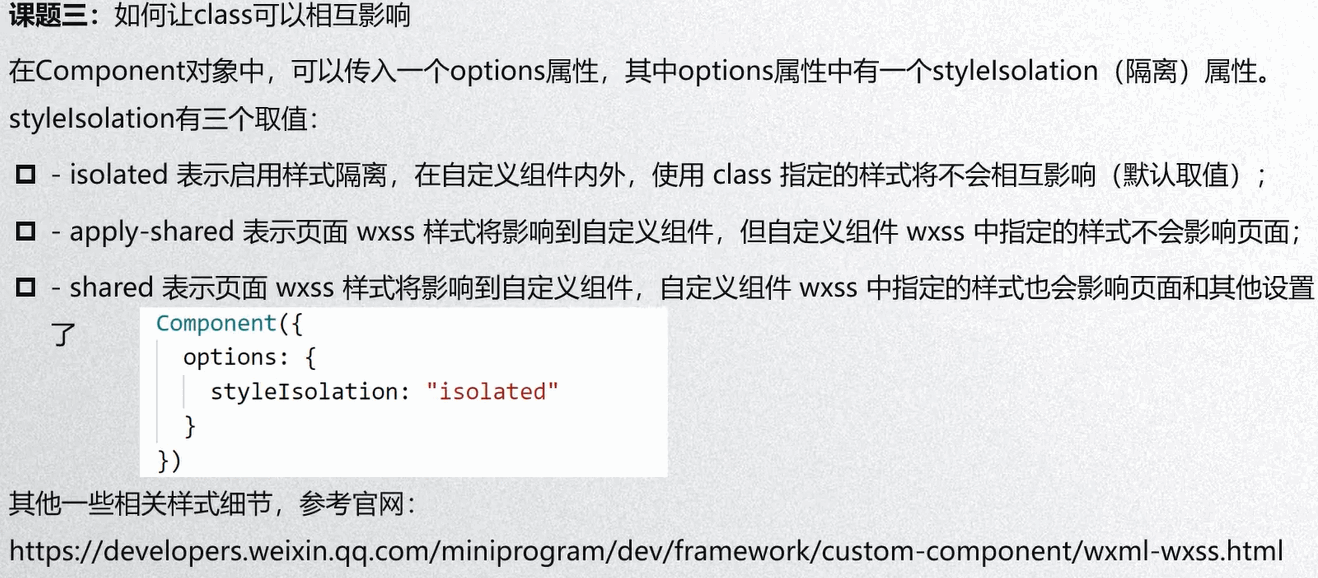 课题三：如何让class可以相互影响
在Component对象中，可以传入一个options属性，其中options属性中有一个styleIsolation（隔离）属性。
styleIsolation有三个取值：
- isolated 表示启用样式隔离，在自定义组件内外，使用 class 指定的样式将不会相互影响（默认取值）;
- apply-shared 表示页面 wxss 样式将影响到自定义组件，但自定义组件 wxss 中指定的样式不会影响页面;
- shared 表示页面 wxss 样式将影响到自定义组件，自定义组件 wxss 中指定的样式也会影响页面和其他设置
了
Component({
options: {
styleIsolation: "isolated"
}
})
其他一些相关样式细节，参考官网：
https://developers.weixin.qq.com/miniprogram/dev/framework/custom-component/wxml-wxss.html